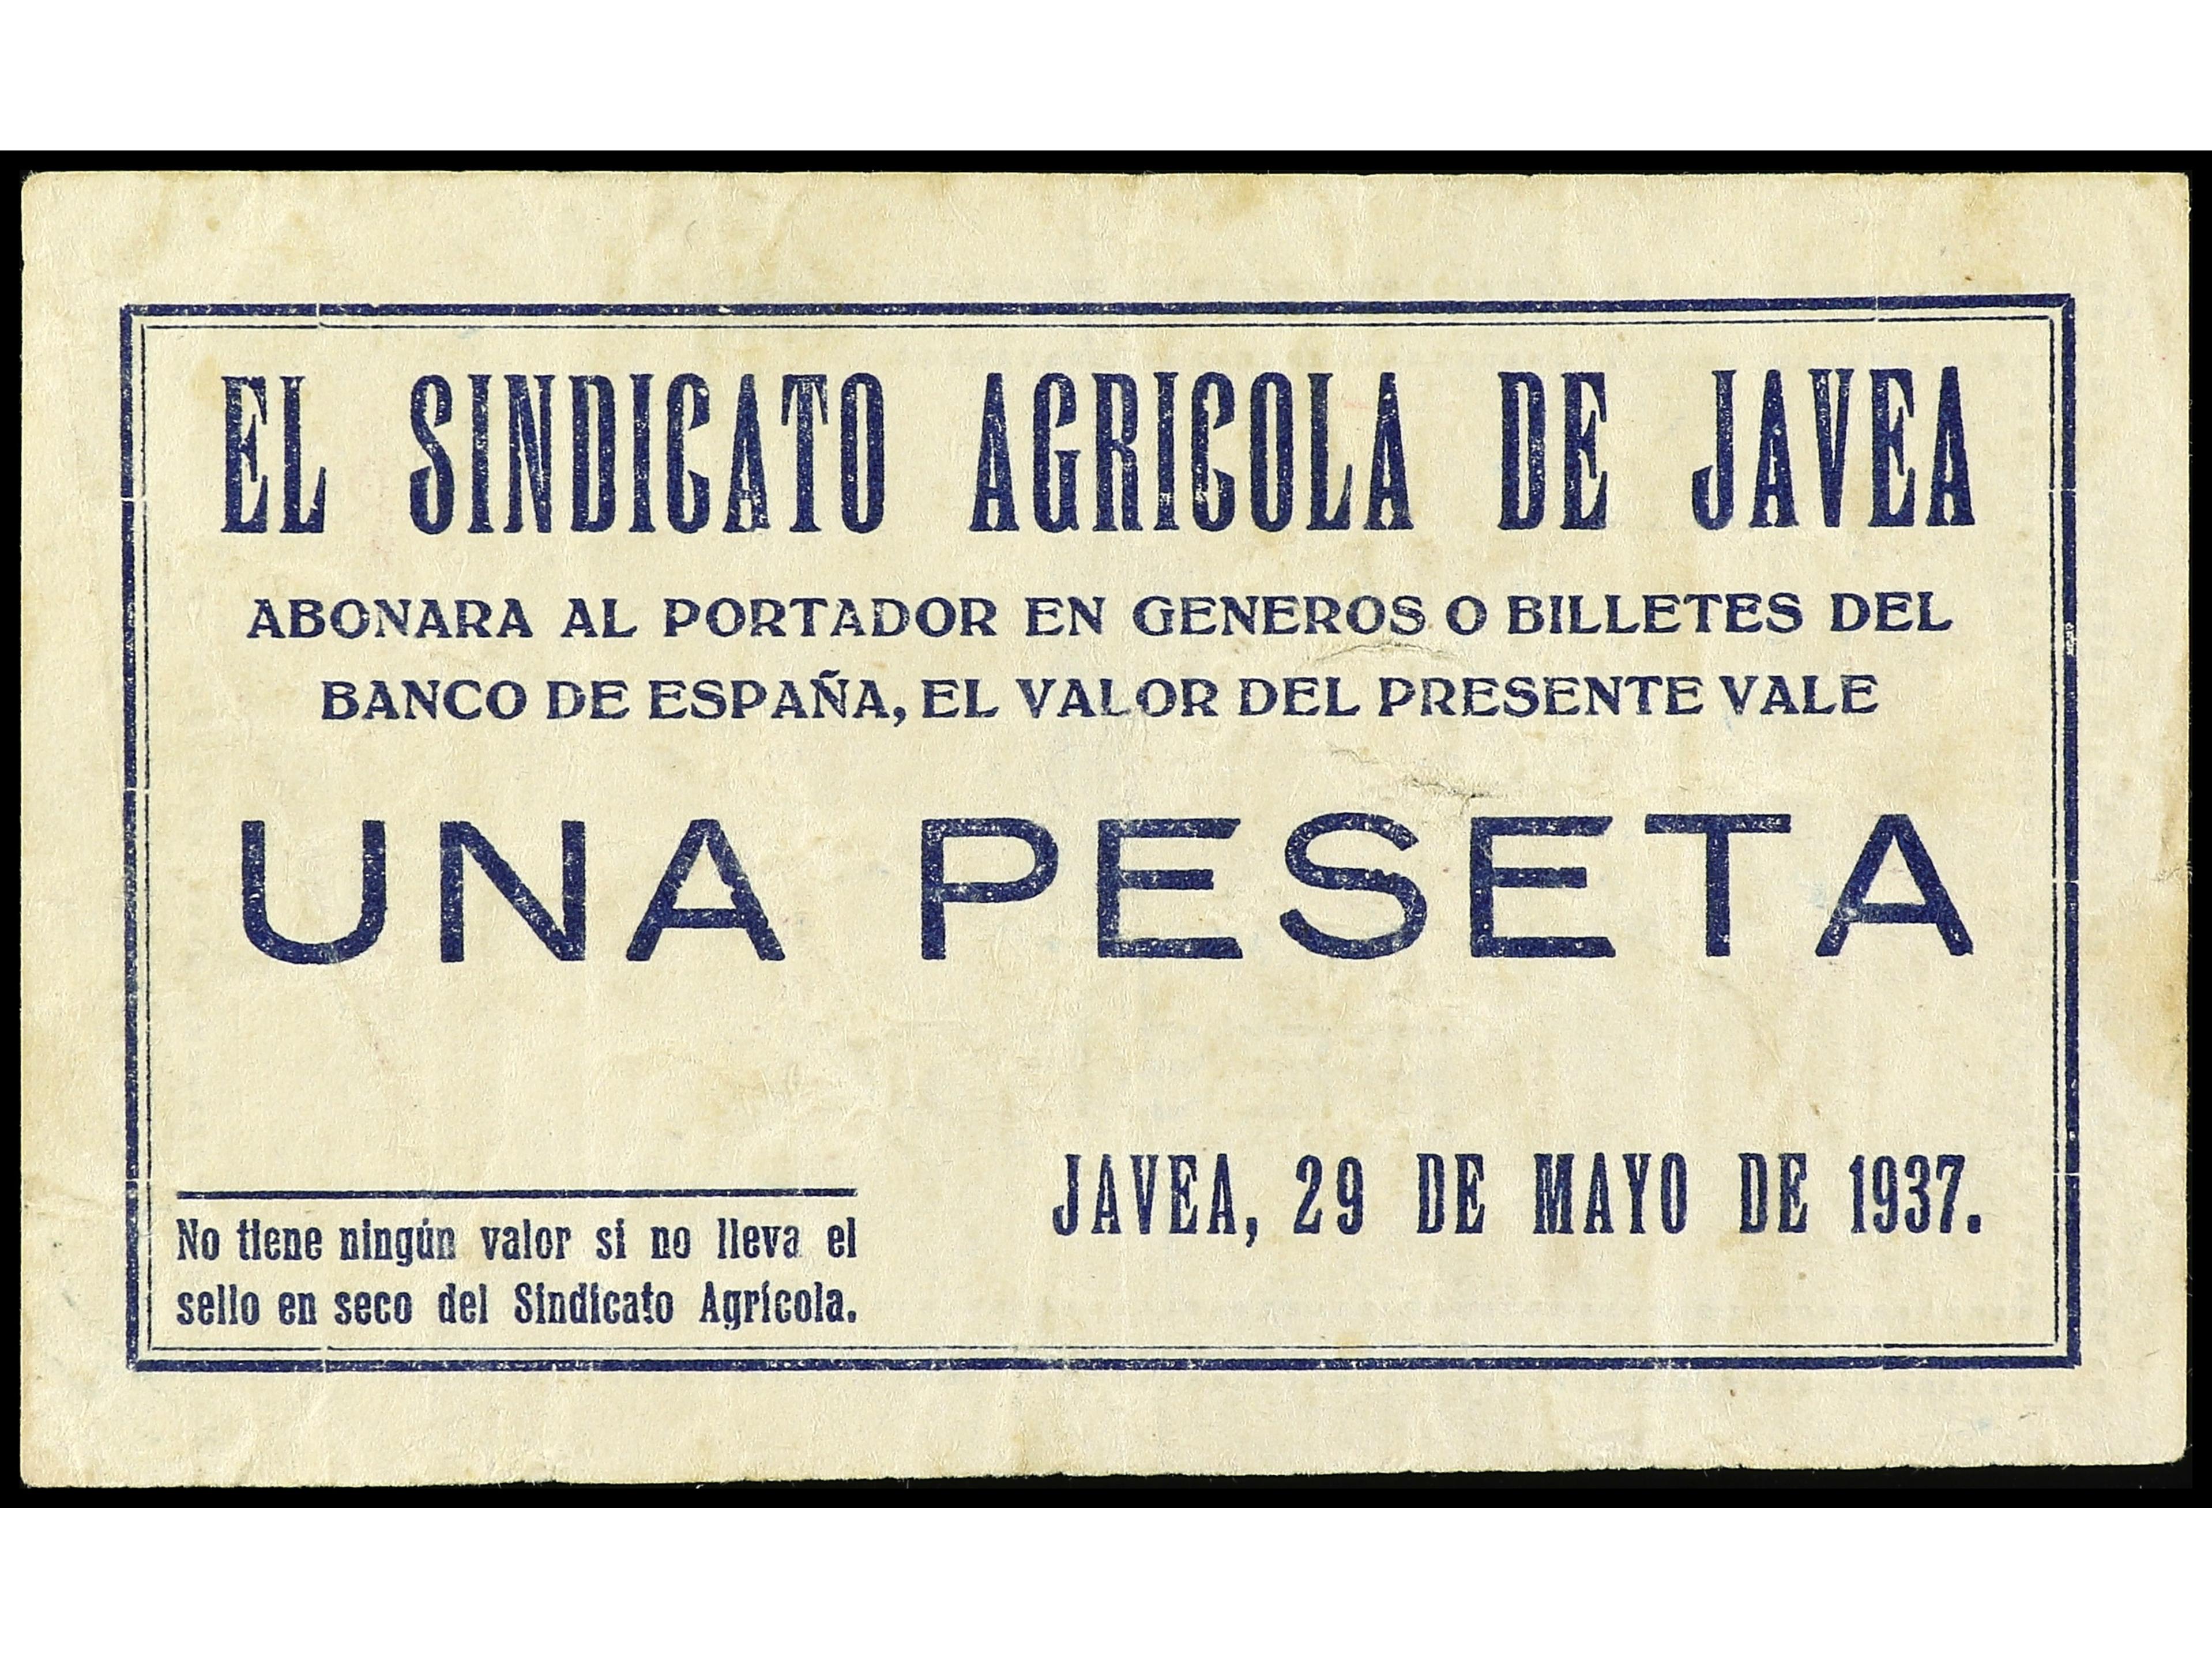 EL SINDICATO AGRICOLA DE JAVEA
ABONARA AL PORTADOR EN GENEROS O BILLETES DEL
BANCO DE ESPAÑA, EL VALOR DEL PRESENTE VALE
UNA PESETA
JAVEA, 29 DE MAYO DE 1937.
No tiene ningún valor si no lleva el
sello en seco del Sindicato Agrícola.